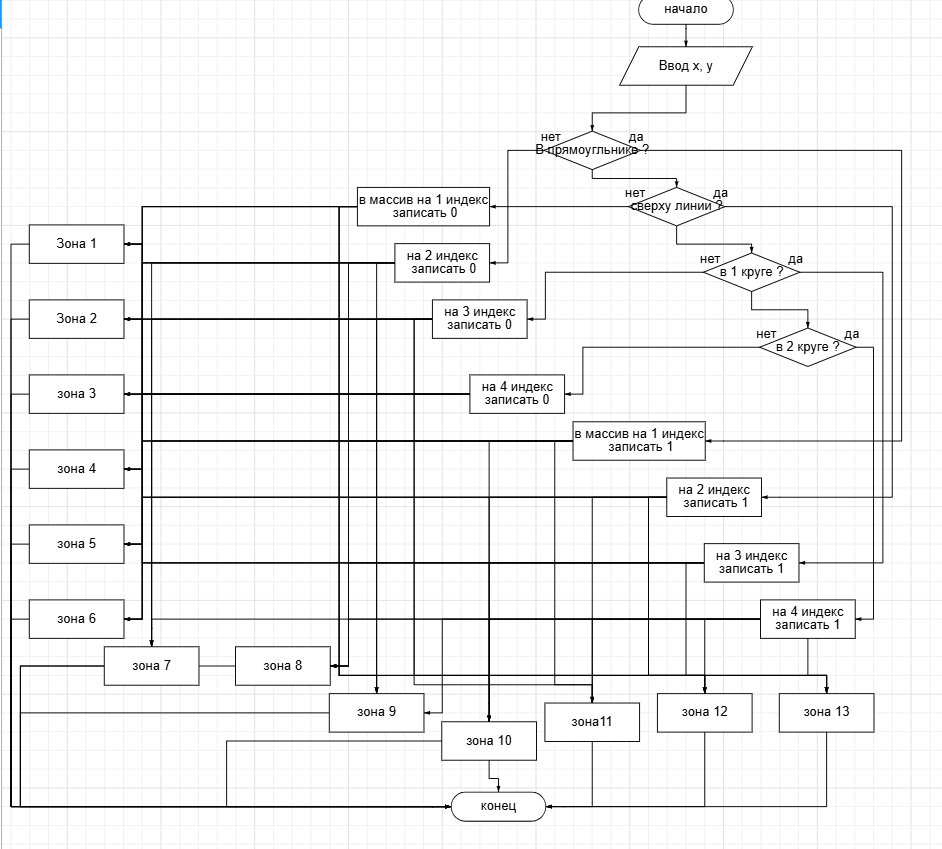 начало
Ввод x, y
нет
да
В прямоугльнике ?
нет
да
сверху линии ?
в массив на 1 индекс
записать 0
Зона 1
на 2 индекс
записать 0
нет
да
в 1 круге ?
Зона 2
на 3 индекс
записать 0
нет
да
в 2 круге ?
зона 3
на 4 индекс
записать 0
в массив на 1 индекс
записать 1
зона 4
на 2 индекс
записать 1
зона 5
на 3 индекс
записать 1
зона 6
на 4 индекс
записать 1
зона 7
зона 8
зона 9
зона 10
зона11
зона 12
зона 13
конец